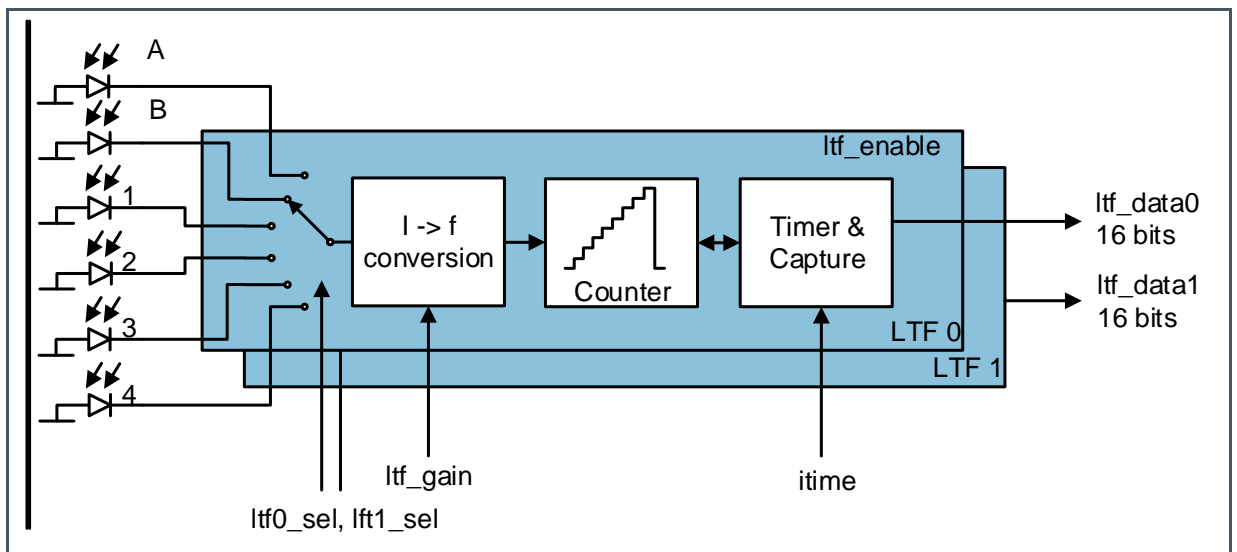 A
B
1
2
3
4
ltf_enable
I -> f
conversion
Counter
Timer &
Capture
LTF 0
LTF 1
ltf_data0
16 bits
ltf_data1
16 bits
ltf_gain
itime
ltf0_sel, lft1_sel